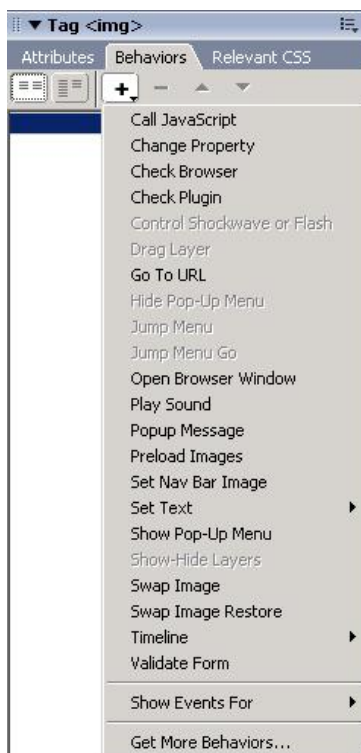 Tag <img>
Attributes Behaviors Relevant CSS
Call JavaScript
Change Property
Check Browser
Check Plugin
Control Shockwave or Flash
Drag Layer
Go To URL
Hide Pop-Up Menu
Jump Menu
Jump Menu Go
Open Browser Window
Play Sound
Popup Message
Preload Images
Set Nav Bar Image
Set Text
Show Pop-Up Menu
Show-Hide Layers
Swap Image
Swap Image Restore
Timeline
Validate Form
Show Events For
Get More Behaviors...